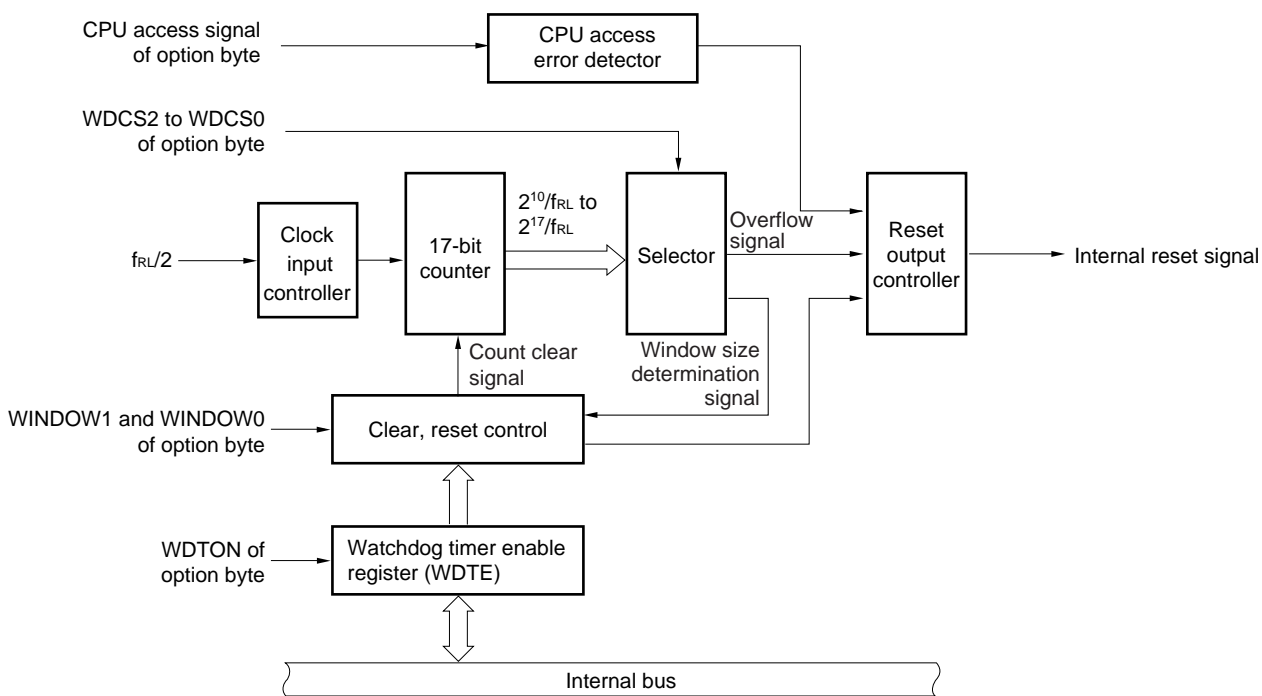 CPU access signal
of option byte
CPU access
error detector
WDCS2 to WDCS0
of option byte
fRL/2
Clock
input
controller
17-bit
counter
2¹⁰/fRL to
2¹⁷/fRL
Selector
Overflow
signal
Reset
output
controller
Internal reset signal
Count clear
signal
Window size
determination
signal
WINDOW1 and WINDOW0
of option byte
Clear, reset control
WDTON of
option byte
Watchdog timer enable
register (WDTE)
Internal bus